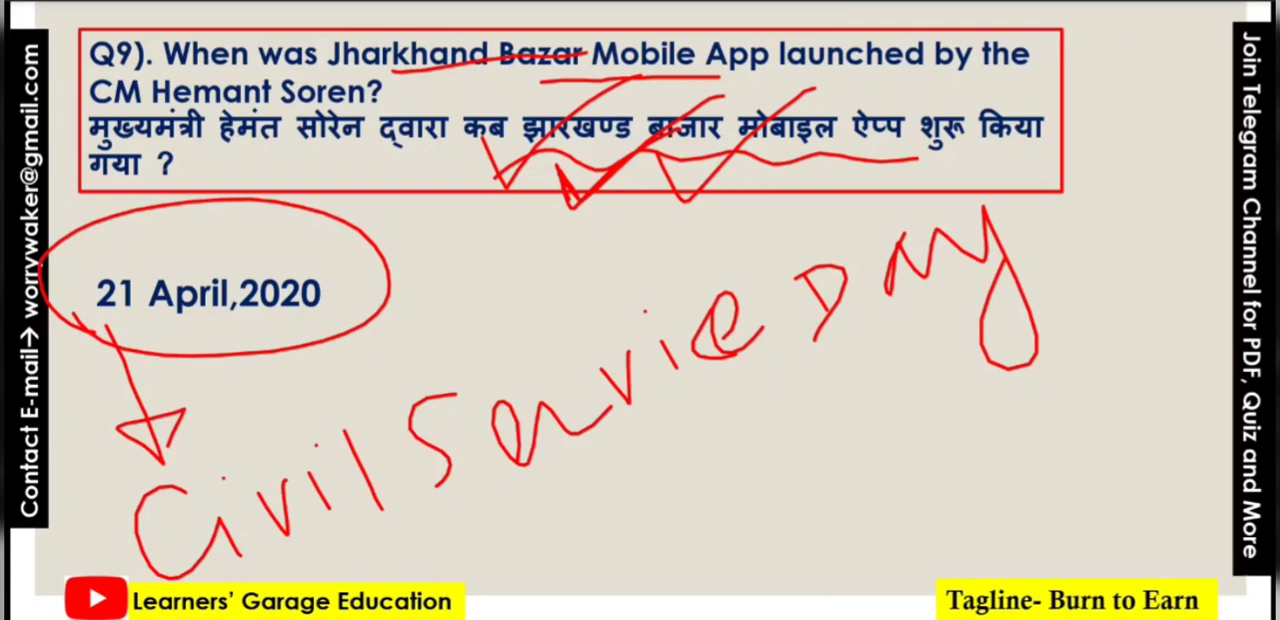 Q9). When was Jharkhand Bazar Mobile App launched by the
CM Hemant Soren?
मुख्यमंत्री हेमंत सोरेन द्वारा कब झारखण्ड बाजार मोबाइल ऐप्प शुरू किया
गया ?
21 April,2020
Civil Servie Day
Contact E-mail→ worrywaker@gmail.com
Join Telegram Channel for PDF, Quiz and More
Learners’ Garage Education
Tagline- Burn to Earn